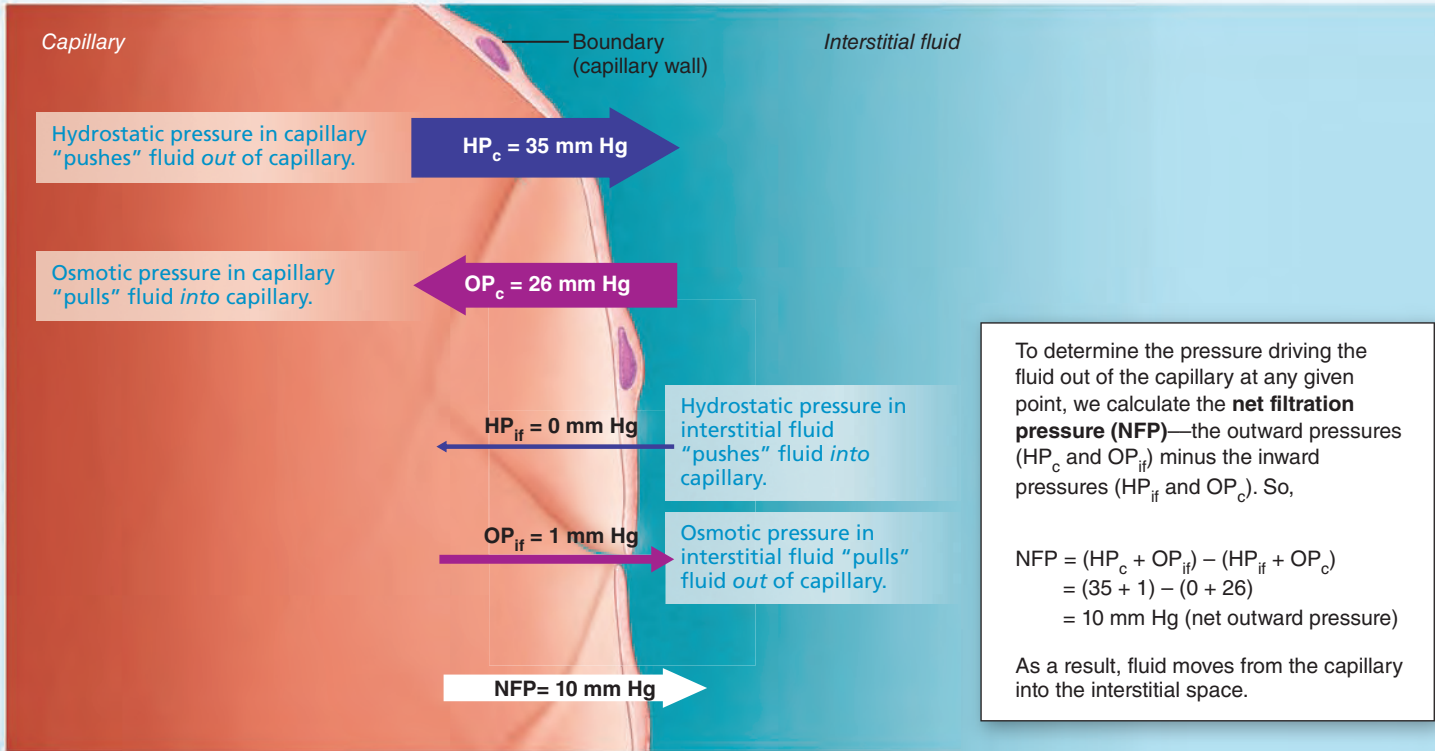 Capillary
Boundary
(capillary wall)
Interstitial fluid
Hydrostatic pressure in capillary
“pushes” fluid out of capillary.
HPc = 35 mm Hg
Osmotic pressure in capillary
“pulls” fluid into capillary.
OPc = 26 mm Hg
HPif = 0 mm Hg
Hydrostatic pressure in
interstitial fluid
“pushes” fluid into
capillary.
OPif = 1 mm Hg
Osmotic pressure in
interstitial fluid “pulls”
fluid out of capillary.
NFP= 10 mm Hg
To determine the pressure driving the
fluid out of the capillary at any given
point, we calculate the net filtration
pressure (NFP)—the outward pressures
(HPc and OPif) minus the inward
pressures (HPif and OPc). So,
NFP = (HPc + OPif) – (HPif + OPc)
= (35 + 1) – (0 + 26)
= 10 mm Hg (net outward pressure)
As a result, fluid moves from the capillary
into the interstitial space.